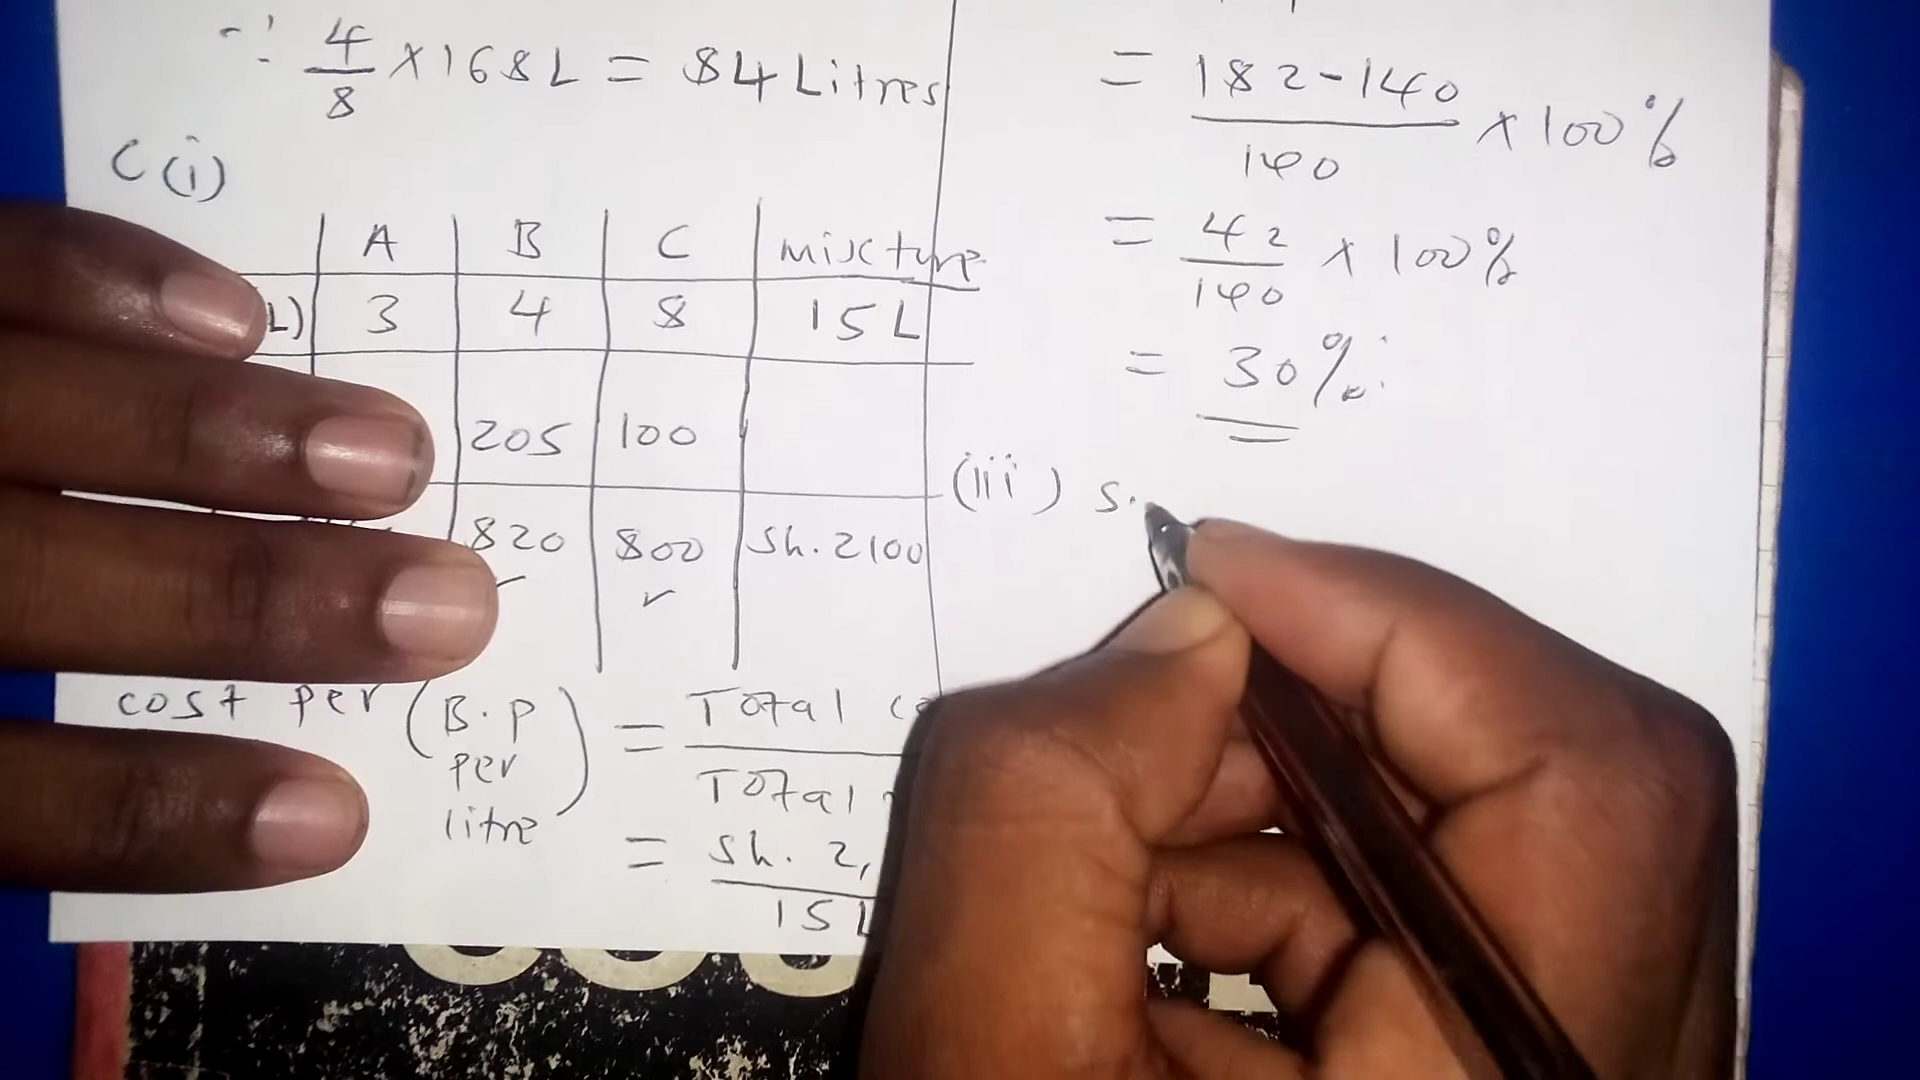 ∵ 4/8 × 168L = 84 Litres
C (i)
A B C mixture
L) 3 4 8 15L
205 100
820 800 Sh. 2100
✓ ✓
cost per (B.P per litre) = Total
Total
= Sh. 2,
15L
= 182-140/140 × 100%
= 42/140 × 100%
= 30%
(iii) S.